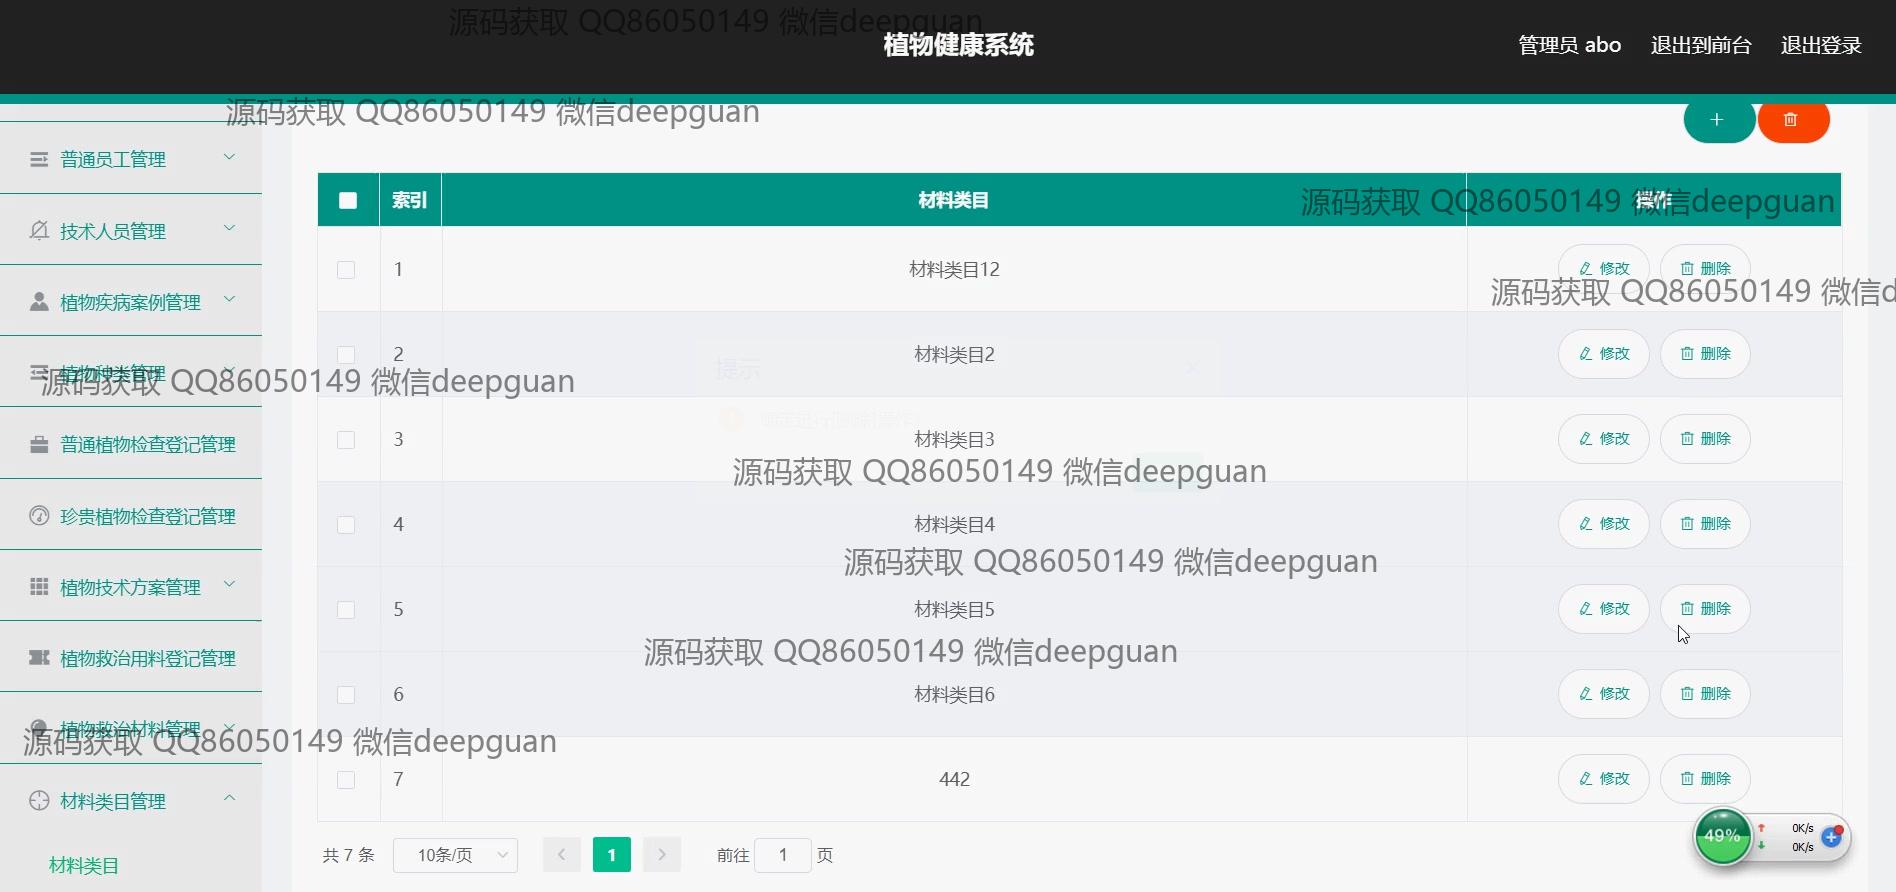 源码获取 QQ86050149 微信deepguan
植物健康系统
管理员 abo 退出到前台 退出登录
源码获取 QQ86050149 微信deepguan
普通员工管理
技术人员管理
植物疾病案例管理
植物种类管理
源码获取 QQ86050149 微信deepguan
普通植物检查登记管理
珍贵植物检查登记管理
植物技术方案管理
植物救治用料登记管理
植物救治材料管理
源码获取 QQ86050149 微信deepguan
材料类目管理
材料类目
索引 材料类目 操作
源码获取 QQ86050149 微信deepguan
1 材料类目12 修改 删除
源码获取 QQ86050149 微信d
2 材料类目2 修改 删除
提示
3 材料类目3 修改 删除
源码获取 QQ86050149 微信deepguan
4 材料类目4 修改 删除
源码获取 QQ86050149 微信deepguan
5 材料类目5 修改 删除
源码获取 QQ86050149 微信deepguan
6 材料类目6 修改 删除
7 442 修改 删除
共 7 条 10条/页 1 前往 1 页
49% 0K/s
0K/s